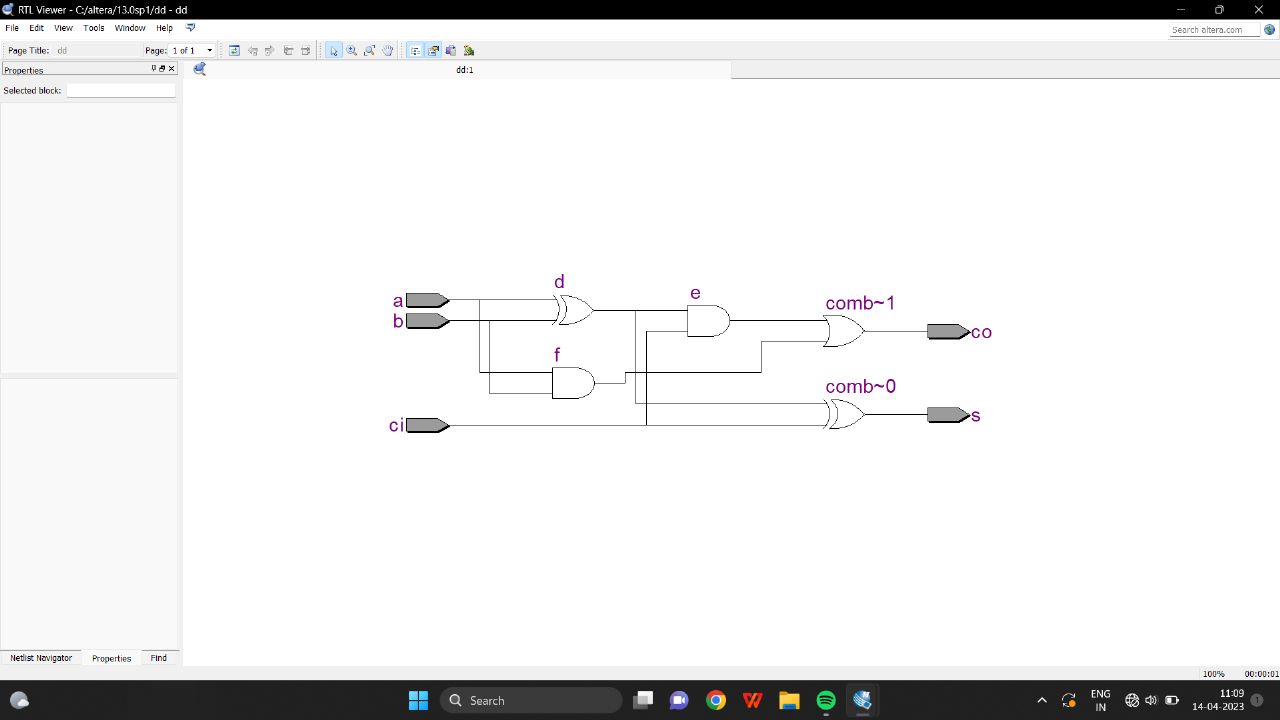 RTL Viewer - C:/altera/13.0sp1/dd - dd
File Edit View Tools Window Help
Search altera.com
Page Title: dd Page: 1 of 1
Properties
dd:1
Selected block:
d
e
a
comb~1
b
co
f
comb~0
ci
s
Netlist Navigator Properties Find
100% 00:00:01
Search
ENG
IN
11:09
14-04-2023
1